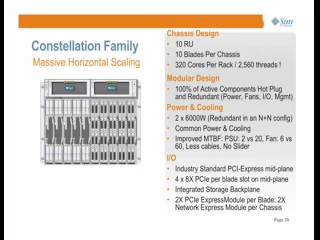 Sun
Constellation Family
Massive Horizontal Scaling
Chassis Design
• 10 RU
• 10 Blades Per Chassis
• 320 Cores Per Rack / 2,560 threads !
Modular Design
• 100% of Active Components Hot Plug
and Redundant (Power, Fans, I/O, Mgmt)
Power & Cooling
• 2 x 6000W (Redundant in an N+N config)
• Common Power & Cooling
• Improved MTBF: PSU: 2 vs 20, Fan: 6 vs
60, Less cables, No Slider
I/O
• Industry Standard PCI-Express mid-plane
• 4 x 8X PCIe per blade slot on mid-plane
• Integrated Storage Backplane
• 2X PCIe ExpressModule per Blade; 2X
Network Express Module per Chassis